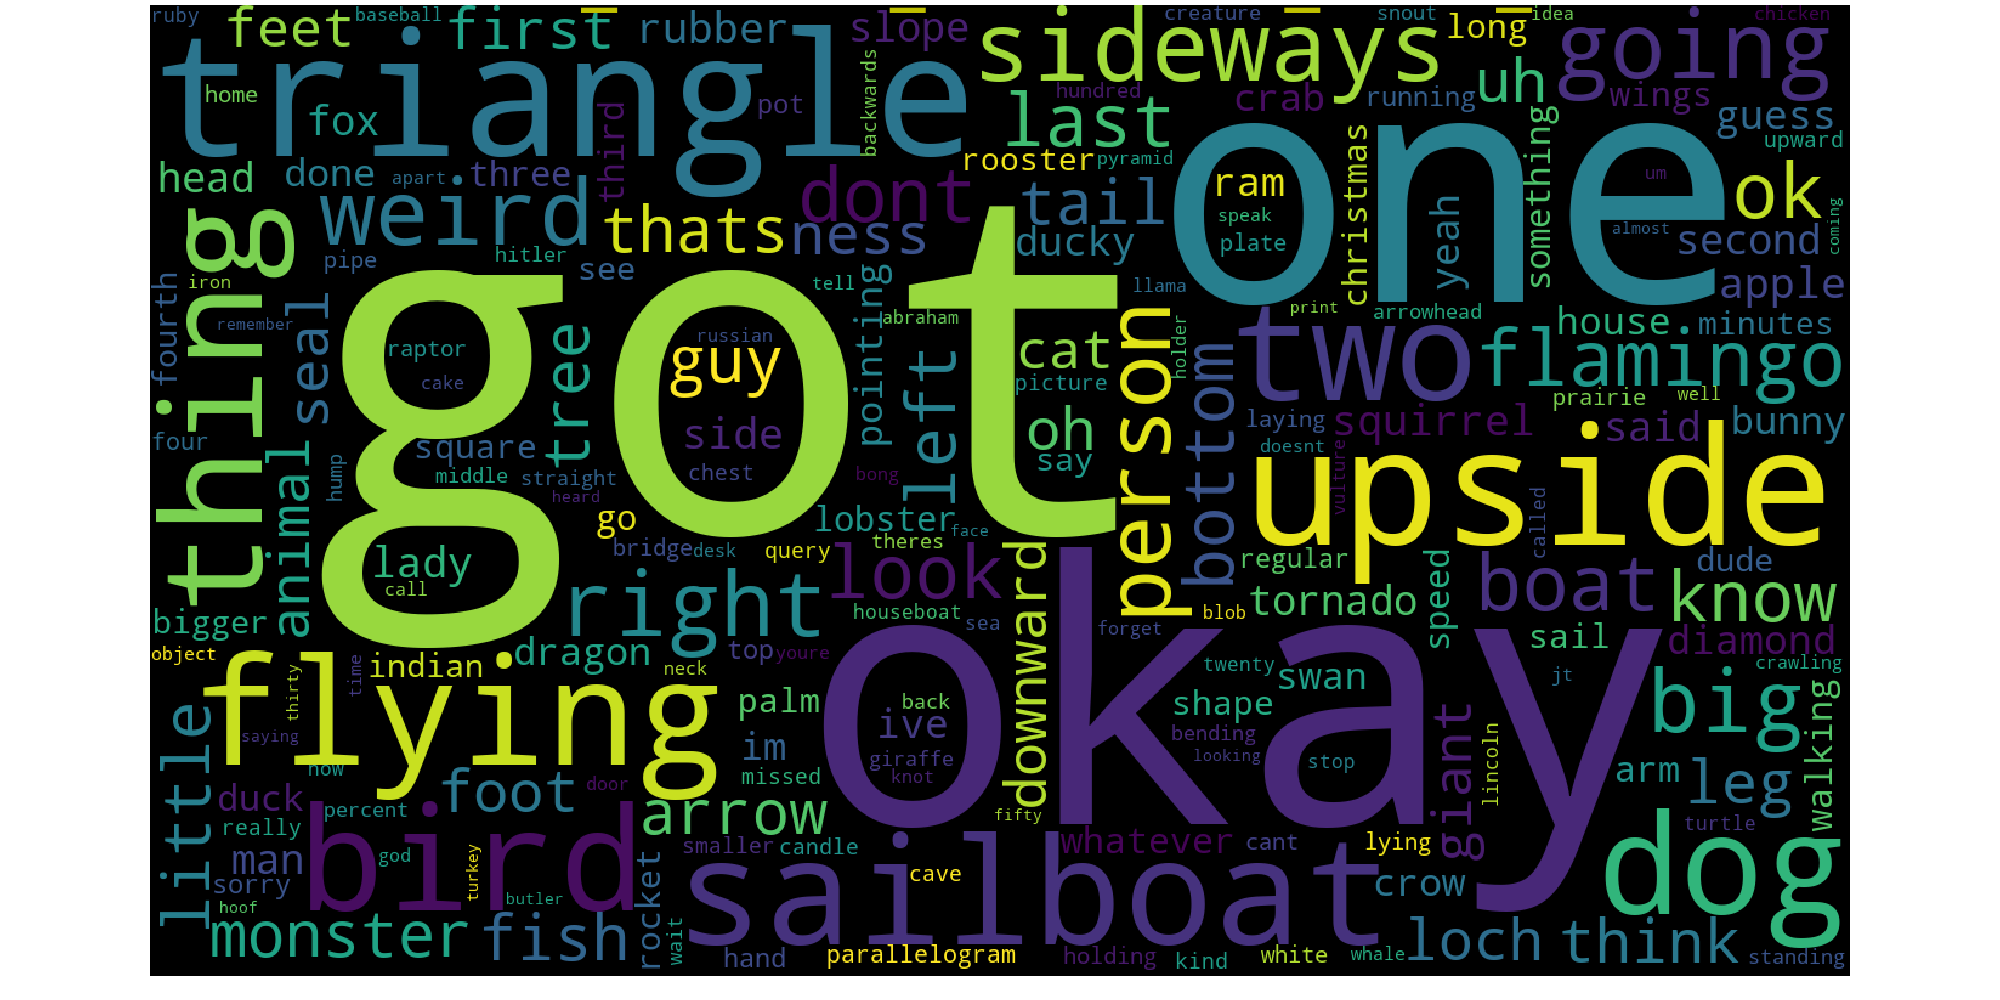 ruby
baseball
feet
first
rubber
slope
creature
snout
idea
chicken
sideways
long
going
triangle
home
fox
pot
backwards
hundred
last
crab
running
uh
wings
guess
upward
head
done
apart
three
third
weird
thats
dont
ness
rooster
pyramid
tail
ducky
ram
speak
plate
christmas
yeah
something
one
um
almost
ok
second
coming
apple
thing
pipe
hitler
see
tell
llama
print
arrowhead
house
minutes
fourth
iron
remember
seal
raptor
cake
got
tree
russian
guy
pointing
abraham
left
cat
picture
person
holder
two
flamingo
prairie
well
bunny
four
animal
square
middle
hump
straight
heard
side
chest
bong
oh
say
bottom
laying
doesnt
squirrel
vulture
said
upside
called
lady
call
go
bridge
desk
query
lobster
theres
face
look
downward
regular
tornado
speed
boat
dude
know
bigger
object
right
houseboat
sea
forget
blob
sail
diamond
crawling
flying
indian
dragon
top
youre
neck
time
thirty
saying
how
palm
im
missed
back
ive
giraffe
knot
okay
twenty
swan
shape
bending
looking
stop
jt
giant
lincoln
big
arm
leg
walking
little
duck
percent
really
man
god
sorry
hoof
bird
turkey
butler
foot
door
arrow
smaller
candle
fifty
whatever
cant
lying
turtle
dog
monster
fish
rocket
wait
hand
sailboat
cave
parallelogram
holding
kind
white
whale
crow
loch
think
standing